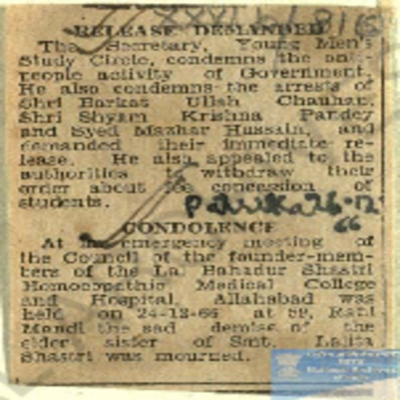 RELEASE DEMANDED
The Secretary, Young Men's
Study Circle, condemns the anti-
people activity of Government.
He also condemns the arrests of
Shri Barkat Ullah Chauhan,
Shri Shyam Krishna Pandey
and Syed Mazhar Hussain, and
demanded their immediate re-
lease. He also appealed to the
authorities to withdraw their
order about the concession of
students.
26-12
66
CONDOLENCE
At an emergency meeting of
the Council of the founder-mem-
bers of the Lal Bahadur Shastri
Homoeopathic Medical College
and Hospital, Allahabad was
held on 24-12-66 at 59, Rani
Mandi the sad demise of the
elder sister of Smt. Lalita
Shastri was mourned.